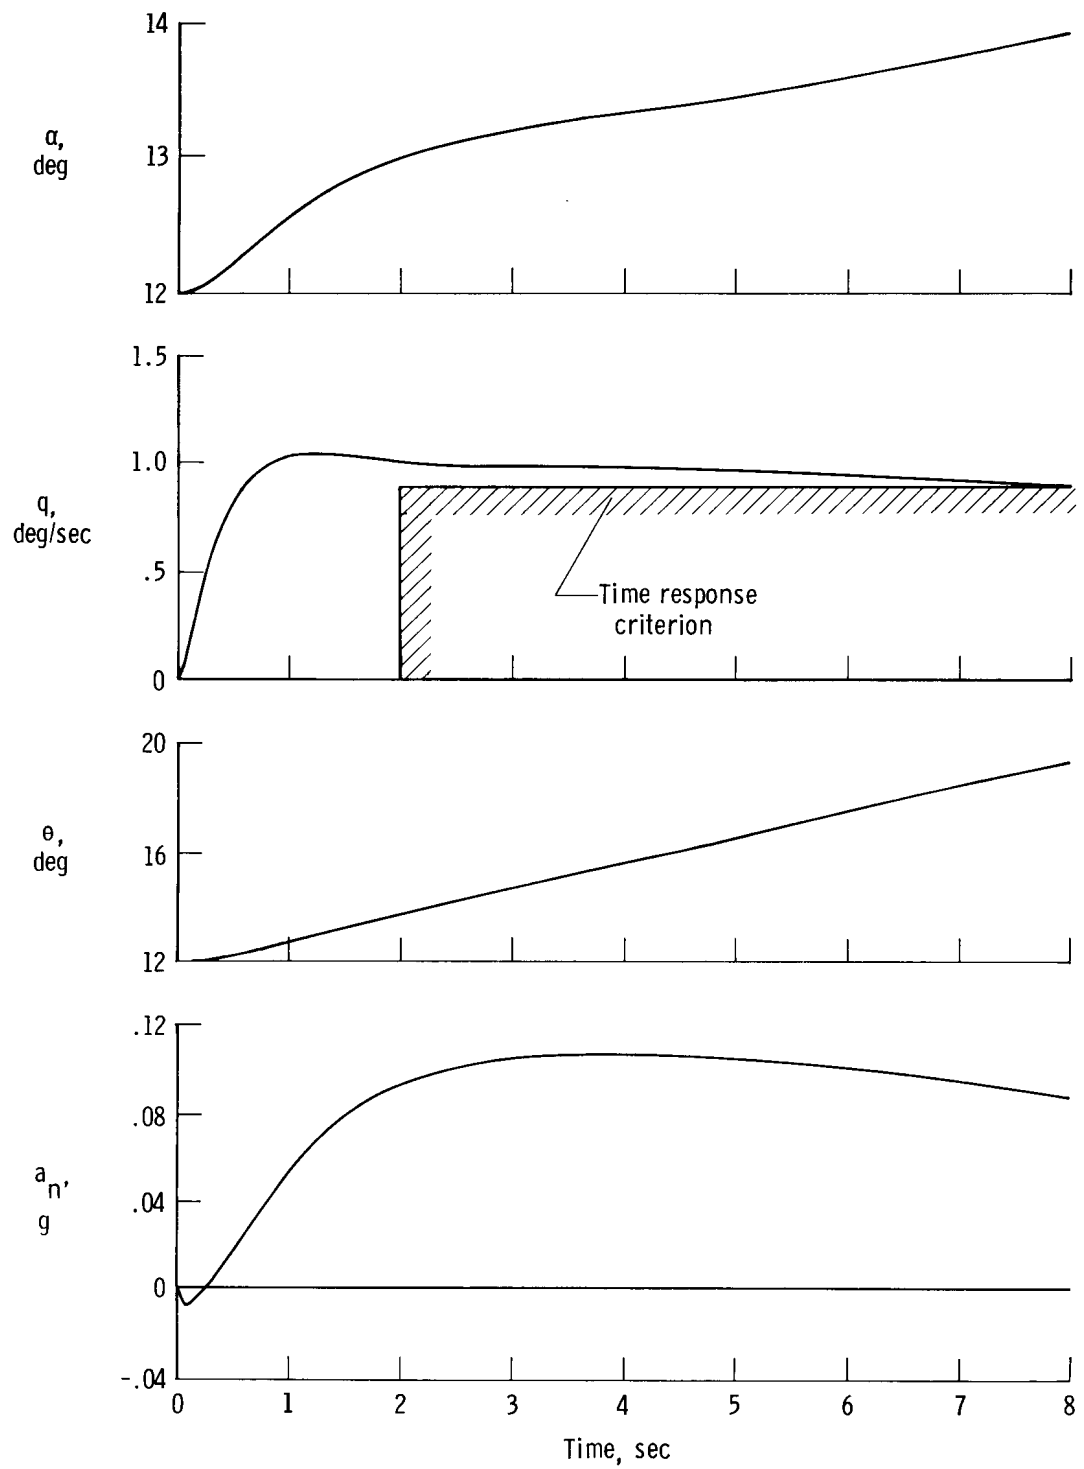 14
α,
deg
13
12
1.5
1.0
q,
deg/sec
.5
Time response
criterion
0
20
θ,
deg
16
12
.12
.08
an,
g
.04
0
-.04
0 1 2 3 4 5 6 7 8
Time, sec